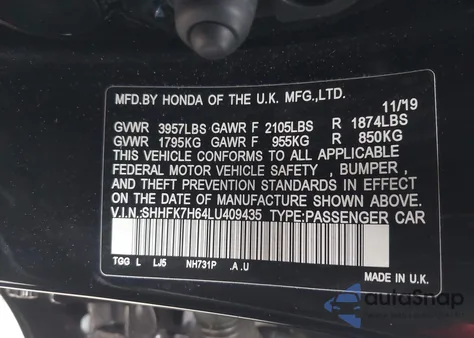 MFD.BY HONDA OF THE U.K. MFG.,LTD.
11/19
GVWR 3957LBS GAWR F 2105LBS R 1874LBS
GVWR 1795KG GAWR F 955KG R 850KG
THIS VEHICLE CONFORMS TO ALL APPLICABLE
FEDERAL MOTOR VEHICLE SAFETY , BUMPER ,
AND THEFT PREVENTION STANDARDS IN EFFECT
ON THE DATE OF MANUFACTURE SHOWN ABOVE.
V.I.N.:SHHFK7H64LU409435 TYPE:PASSENGER CAR
TGG L LJ5 NH731P .A.U
MADE IN U.K.
autoSnap